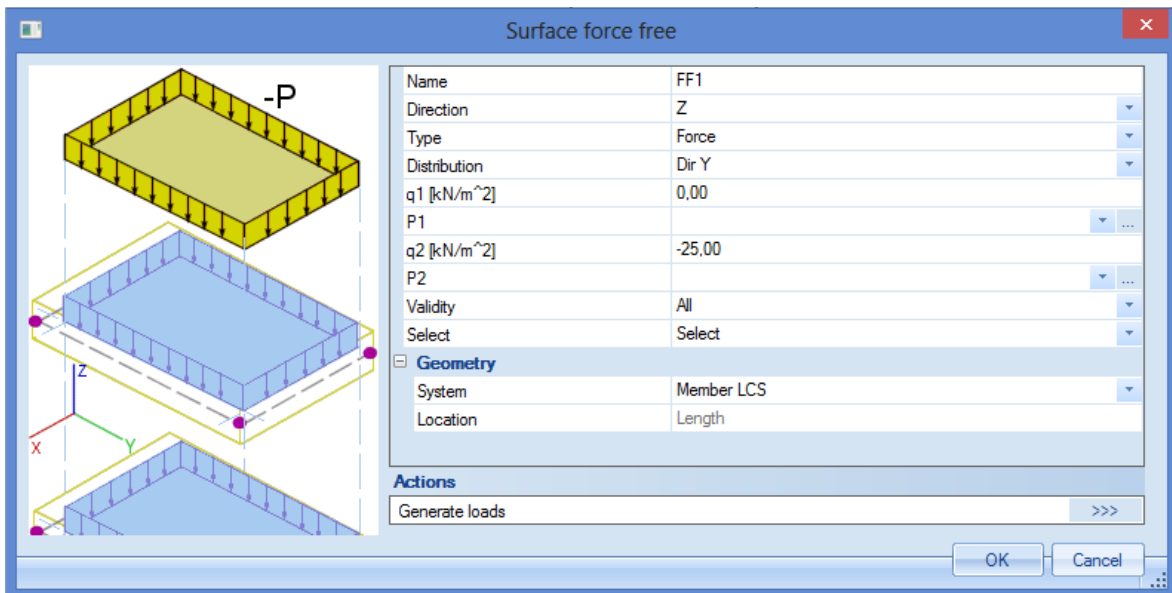 Surface force free
-P
Z
X
Y
Name FF1
Direction Z
Type Force
Distribution Dir Y
q1 [kN/m^2] 0,00
P1 ...
q2 [kN/m^2] -25,00
P2 ...
Validity All
Select Select
Geometry
System Member LCS
Location Length
Actions
Generate loads >>>
OK Cancel